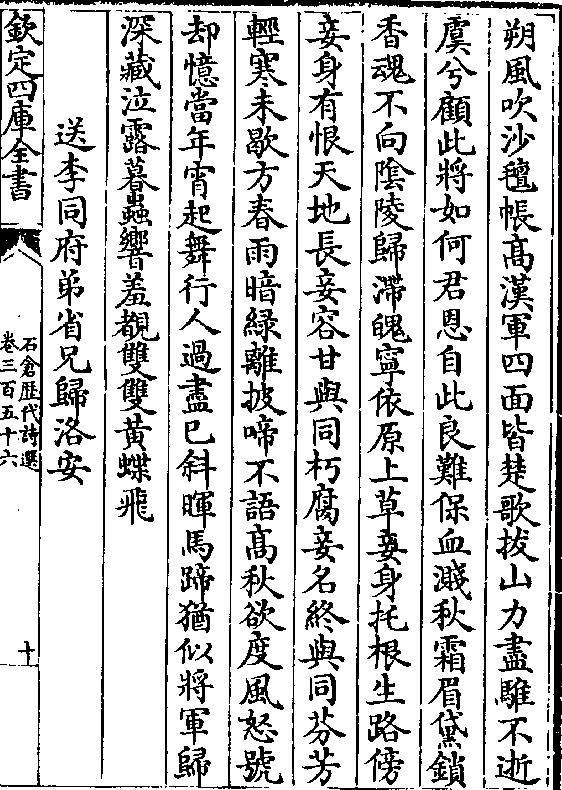 朔風吹沙氊帳高漢軍四面皆楚歌拔山力盡騅不逝
虞兮顧此將如何君恩自此良難保血濺秋霜眉黛鎖
香魂不向陰陵歸滯魄寧依原上草妾身托根生路傍
妾身有恨天地長妾容甘與同朽腐妾名終與同芬芳
輕寒未歇方春雨暗綠離披啼不語高秋欲度風怒號
却憶當年宵起舞行人過盡巳斜暉馬蹄猶似將軍歸
深藏泣露暮蟲響羞覩雙雙黃蝶飛
送李同府弟省兄歸洛安
欽定四庫全書
石倉歴代詩選
卷三百五十六
十